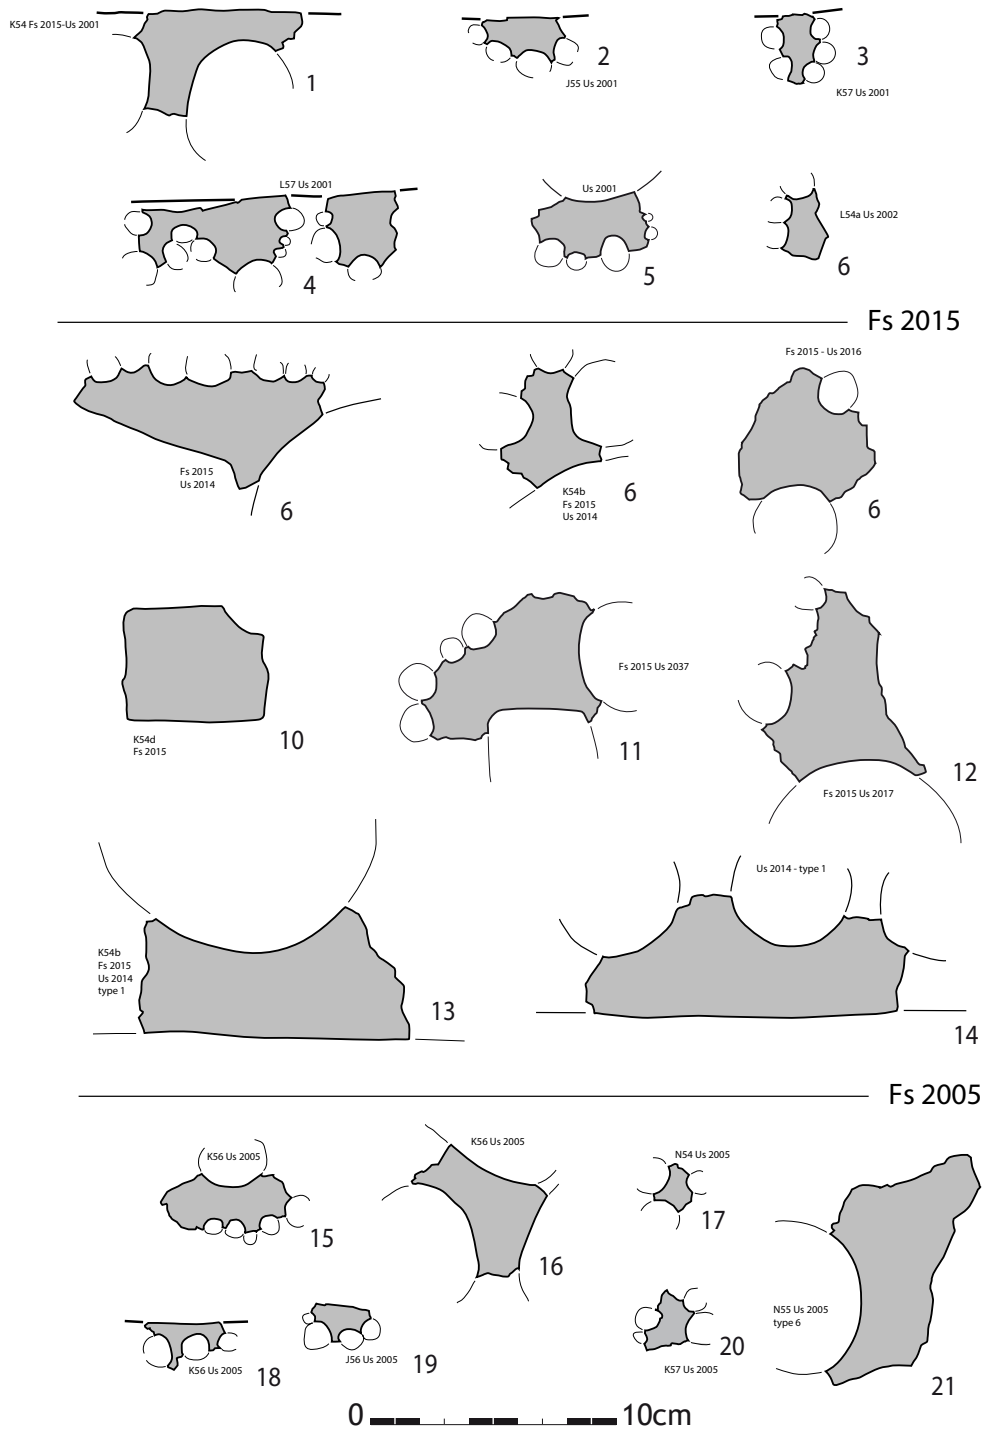 K54 Fs 2015-Us 2001
1
2
J55 Us 2001
3
K57 Us 2001
L57 Us 2001
4
Us 2001
5
L54a Us 2002
6
Fs 2015
Fs 2015
Us 2014
6
K54b
Fs 2015
Us 2014
6
Fs 2015 - Us 2016
6
K54d
Fs 2015
10
Fs 2015 Us 2037
11
Fs 2015 Us 2017
12
K54b
Fs 2015
Us 2014
type 1
13
Us 2014 - type 1
14
Fs 2005
K56 Us 2005
15
K56 Us 2005
16
N54 Us 2005
17
K56 Us 2005
18
J56 Us 2005
19
K57 Us 2005
20
N55 Us 2005
type 6
21
0 10cm